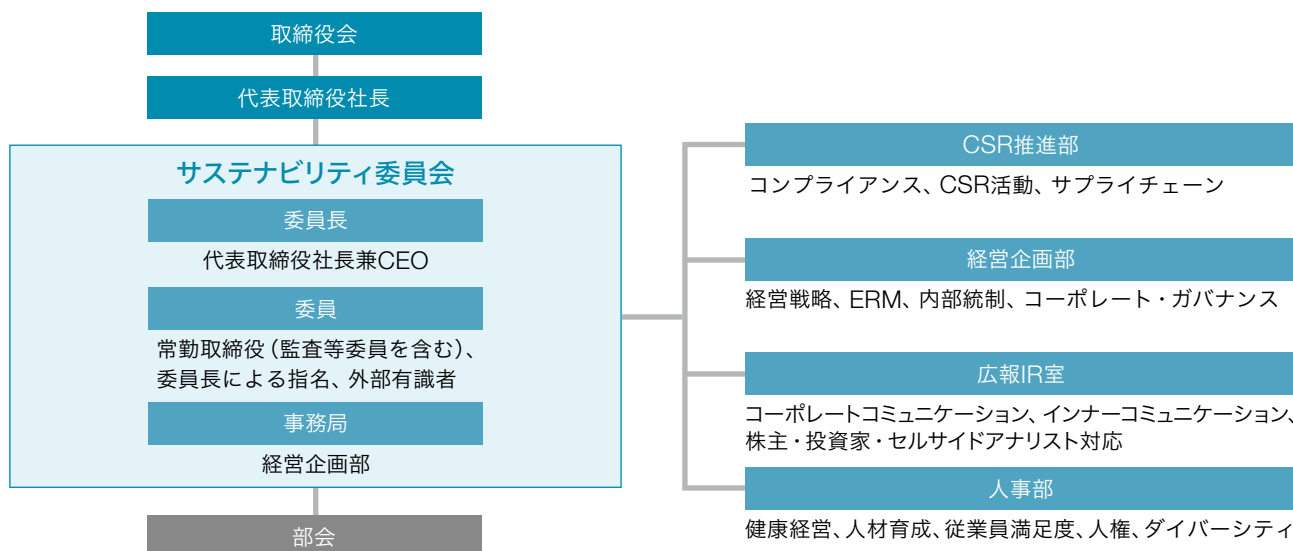 取締役会
代表取締役社長
サステナビリティ委員会
委員長
代表取締役社長兼CEO
委員
常勤取締役（監査等委員を含む）、
委員長による指名、外部有識者
事務局
経営企画部
部会
CSR推進部
コンプライアンス、CSR活動、サプライチェーン
経営企画部
経営戦略、ERM、内部統制、コーポレート・ガバナンス
広報IR室
コーポレートコミュニケーション、インナーコミュニケーション、
株主・投資家・セルサイドアナリスト対応
人事部
健康経営、人材育成、従業員満足度、人権、ダイバーシティ